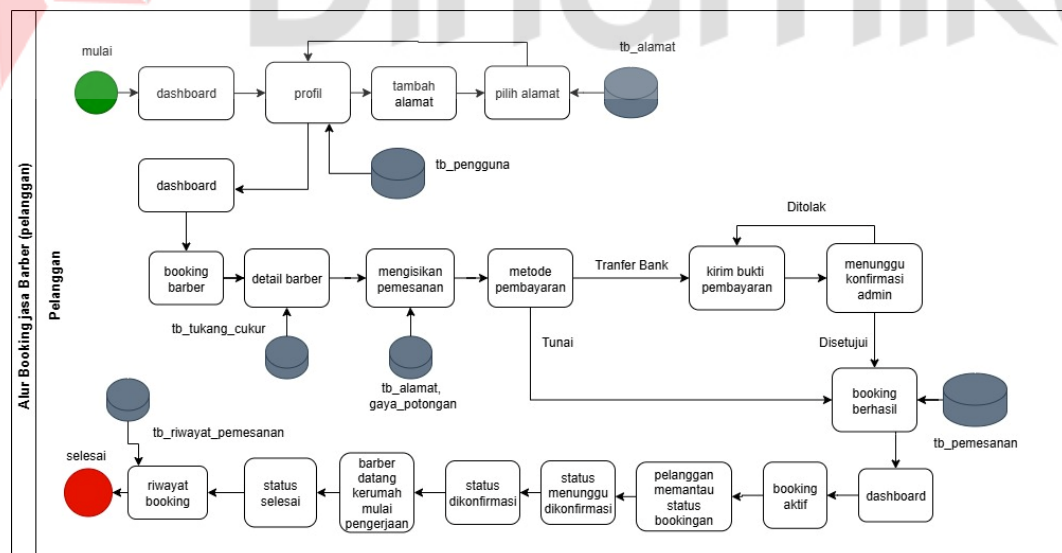 Dinamika
Alur Booking jasa Barber (pelanggan)
Pelanggan
mulai
dashboard
profil
tambah
alamat
pilih alamat
tb_alamat
tb_pengguna
dashboard
booking
barber
detail barber
mengisikan
pemesanan
metode
pembayaran
Tranfer Bank
kirim bukti
pembayaran
Ditolak
menunggu
konfirmasi
admin
tb_tukang_cukur
tb_alamat,
gaya_potongan
Tunai
Disetujui
booking
berhasil
tb_pemesanan
tb_riwayat_pemesanan
selesai
riwayat
booking
status
selesai
barber
datang
kerumah
mulai
pengerjaan
status
dikonfirmasi
status
menunggu
dikonfirmasi
pelanggan
memantau
status
bookingan
booking
aktif
dashboard